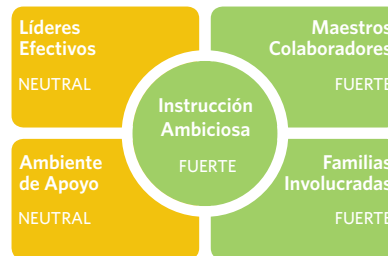 Líderes
Efectivos
NEUTRAL
Maestros
Colaboradores
FUERTE
Instrucción
Ambiciosa
FUERTE
Ambiente
de Apoyo
NEUTRAL
Familias
Involucradas
FUERTE